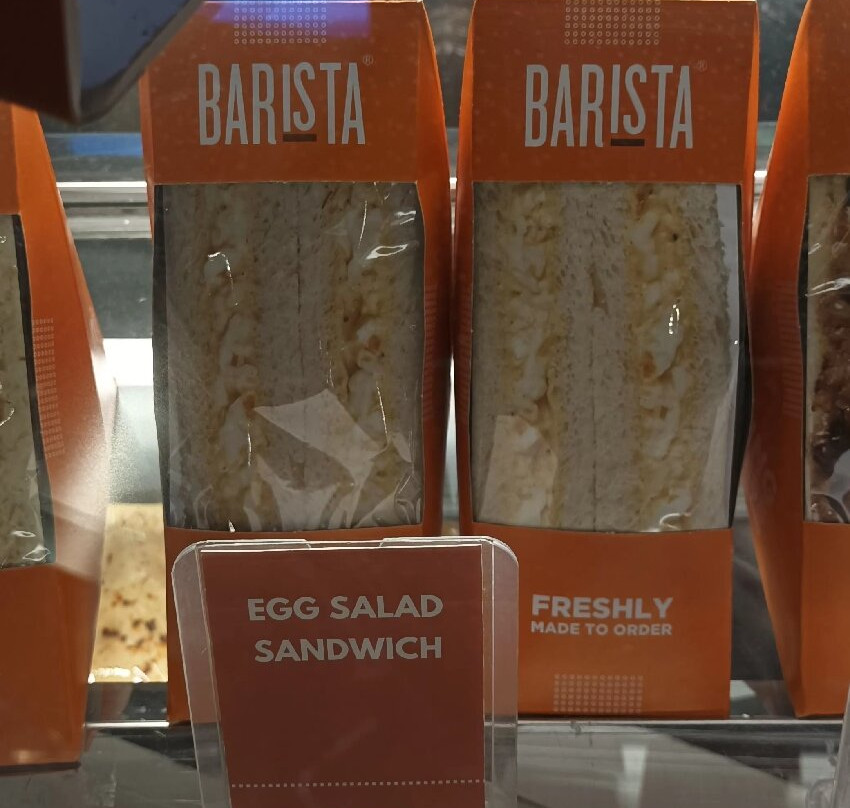 BARISTA®
BARISTA®
EGG SALAD
SANDWICH
FRESHLY
MADE TO ORDER